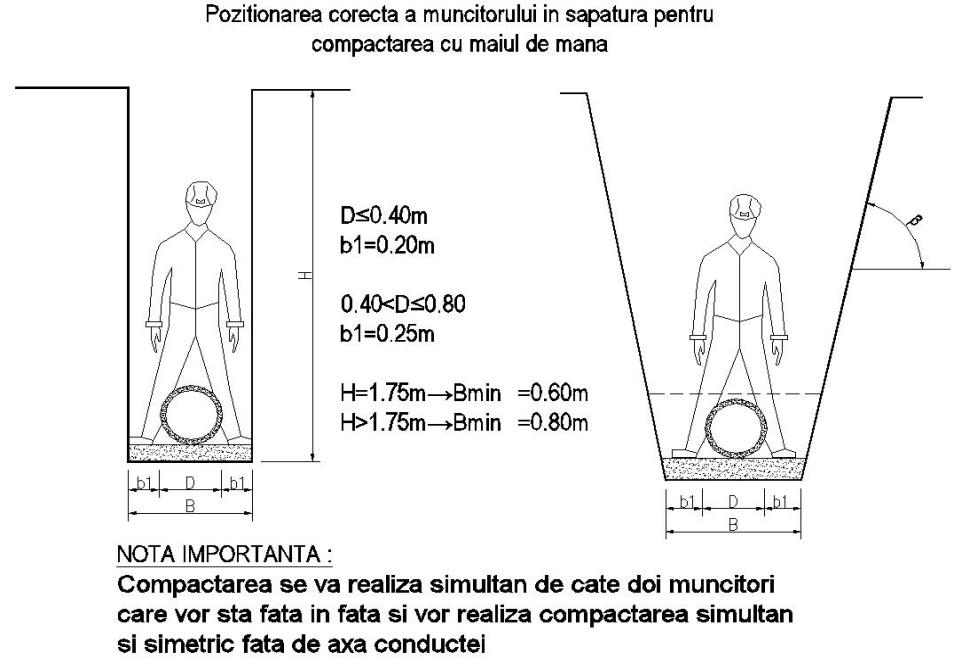 Pozitionarea corecta a muncitorului in sapatura pentru
compactarea cu maiul de mana
H
D≤0.40m
b1=0.20m
0.40<D≤0.80
b1=0.25m
H=1.75m→Bmin =0.60m
H>1.75m→Bmin =0.80m
β
b1 D b1
B
b1 D b1
B
NOTA IMPORTANTA :
Compactarea se va realiza simultan de cate doi muncitori
care vor sta fata in fata si vor realiza compactarea simultan
si simetric fata de axa conductei